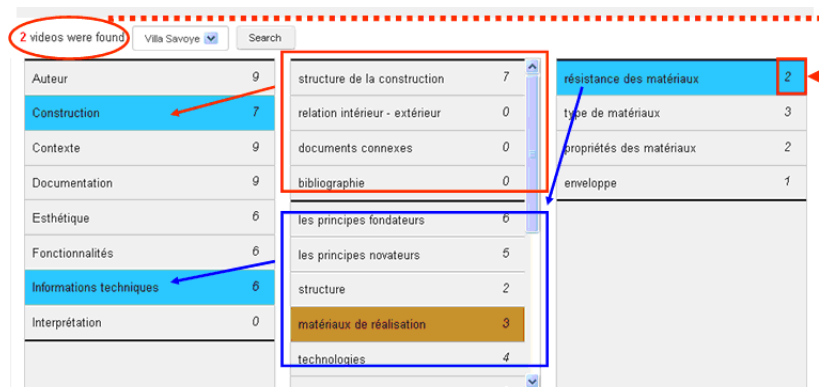 2 videos were found
Villa Savoye
Search
Auteur 9
Construction 7
Contexte 9
Documentation 9
Esthétique 6
Fonctionnalités 6
Informations techniques 6
Interprétation 0
structure de la construction 7
relation intérieur - extérieur 0
documents connexes 0
bibliographie 0
les principes fondateurs 6
les principes novateurs 5
structure 2
matériaux de réalisation 3
technologies 4
résistance des matériaux 2
type de matériaux 3
propriétés des matériaux 2
enveloppe 1